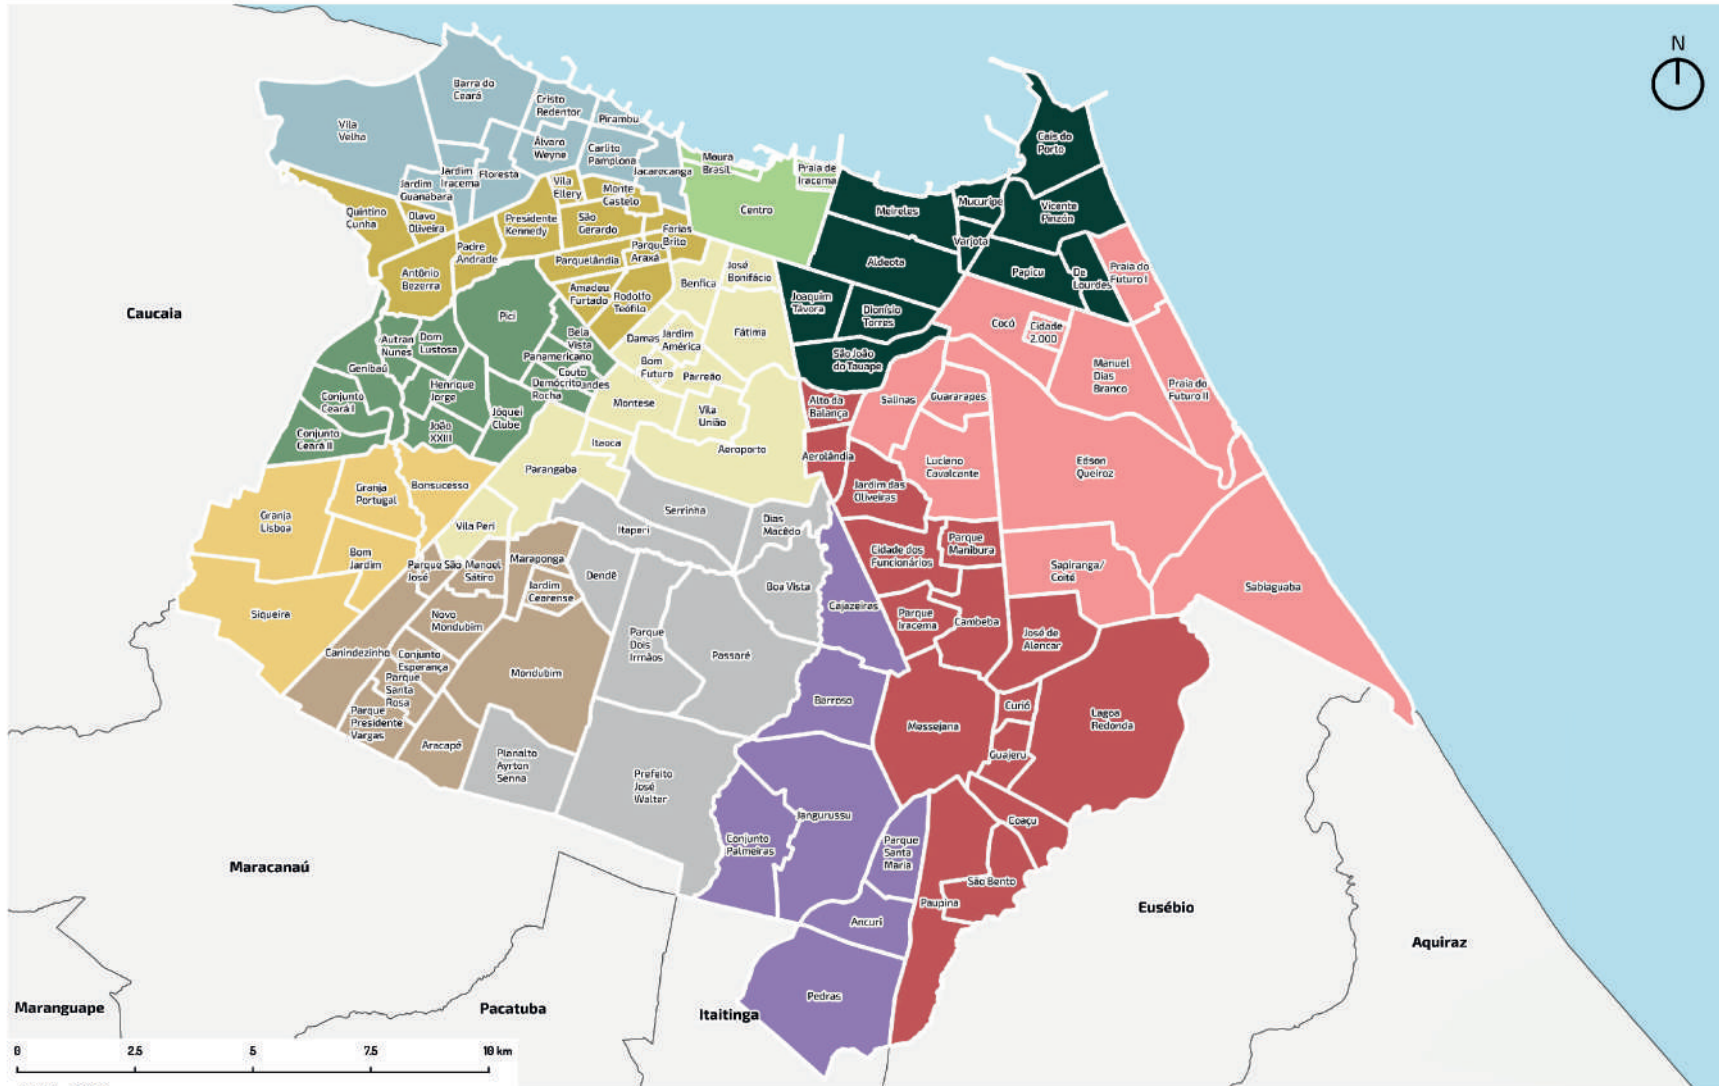 N
Barra do
Ceará
Cristo
Redentor
Pirambu
Vila
Velha
Álvaro
Weyne
Carlito
Pamplona
Jacarecanga
Jardim
Iracema
Floresta
Jardim
Guanabara
Moura
Brasil
Praia de
Iracema
Centro
Cais do
Porto
Meireles
Mucuripe
Vicente
Pinzón
Varjota
Aldeota
Papicu
De
Lourdes
Praia do
Futuro I
Joaquim
Távora
Dionísio
Torres
São João
do Tauape
Quintino
Cunha
Olavo
Oliveira
Padre
Andrade
Antônio
Bezerra
Presidente
Kennedy
Vila
Ellery
Monte
Castelo
São
Gerardo
Farias
Brito
Parque
Araxá
Parquelândia
Amadeu
Furtado
Rodolfo
Teófilo
Benfica
José
Bonifácio
Fátima
Damas
Jardim
América
Bom
Futuro
Parreão
Montese
Vila
União
Itaoca
Aeroporto
Parangaba
Vila Peri
Pici
Bela
Vista
Panamericano
Couto
andes
Demócrito
Rocha
Autran
Nunes
Dom
Lustosa
Genibaú
Henrique
Jorge
Jóquei
Clube
João
XXIII
Conjunto
Ceará I
Conjunto
Ceará II
Cocó
Cidade
2.000
Manuel
Dias
Branco
Praia do
Futuro II
Salinas
Guararapes
Luciano
Cavalcante
Edson
Queiroz
Sapiranga/
Coité
Sabiaguaba
Alto da
Balança
Aerolândia
Jardim das
Oliveiras
Cidade dos
Funcionários
Parque
Manibura
Parque
Iracema
Cambeba
José de
Alencar
Messejana
Curió
Guajeru
Lagoa
Redonda
Coaçu
São Bento
Paupina
Bonsucesso
Granja
Portugal
Granja
Lisboa
Bom
Jardim
Siqueira
Serrinha
Itaperi
Dias
Macêdo
Boa Vista
Dendê
Parque
Dois
Irmãos
Passaré
Planalto
Ayrton
Senna
Prefeito
José
Walter
Maraponga
Jardim
Cearense
Parque São
José
Manoel
Sátiro
Novo
Mondubim
Canindezinho
Conjunto
Esperança
Parque
Santa
Rosa
Parque
Presidente
Vargas
Aracapé
Mondubim
Cajazeiras
Barroso
Jangurussu
Conjunto
Palmeiras
Parque
Santa
Maria
Ancuri
Pedras
Caucaia
Maracanaú
Maranguape
Pacatuba
Itaitinga
Eusébio
Aquiraz
0 2.5 5 7.5 10 km